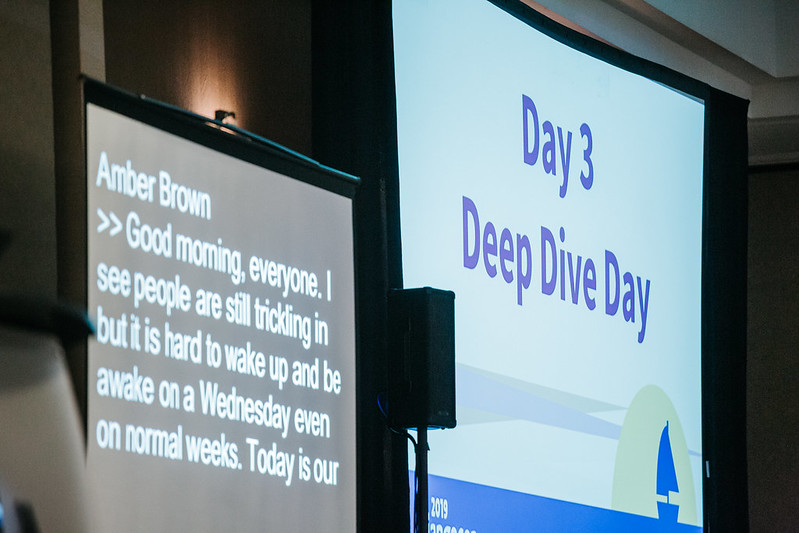 Amber Brown
>> Good morning, everyone. I
see people are still trickling in
but it is hard to wake up and be
awake on a Wednesday even
on normal weeks. Today is our
Day 3
Deep Dive Day
2019